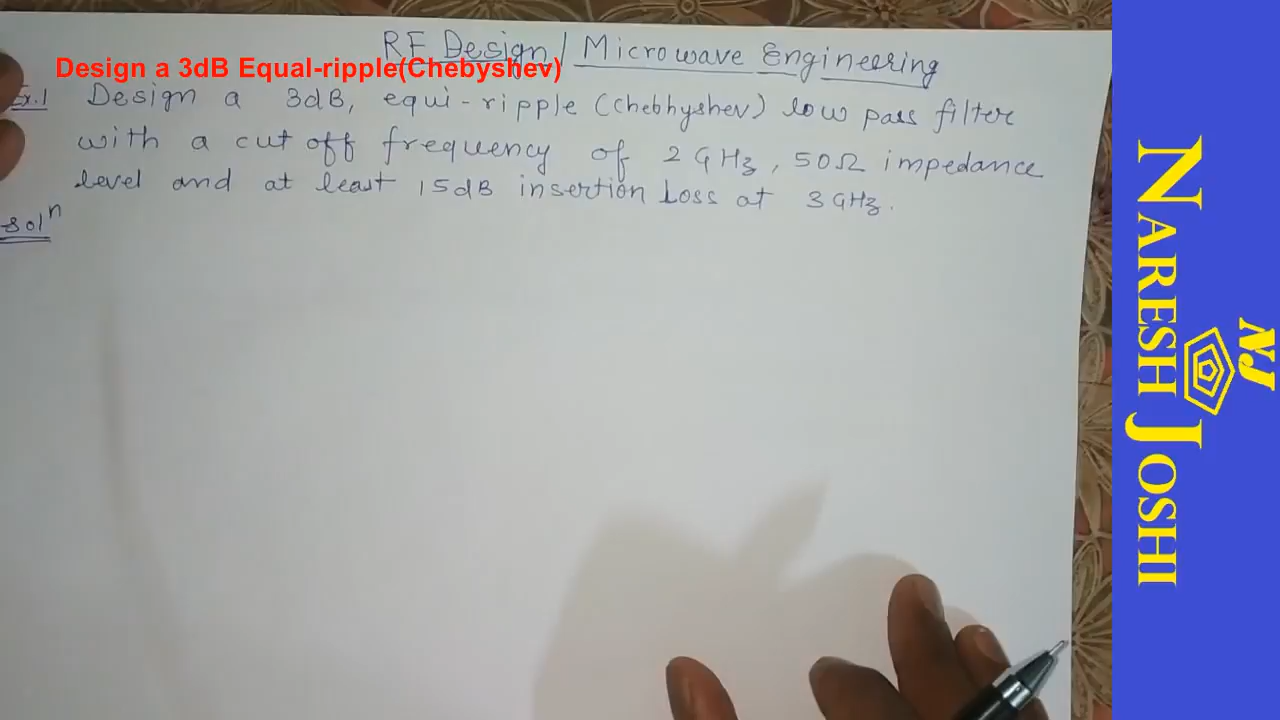 RF Design / Microwave Engineering
Design a 3dB Equal-ripple(Chebyshev)
Ex.1 Design a 3dB, equi-ripple (chebhyshev) low pass filter
with a cut off frequency of 2 GHz, 50Ω impedance
level and at least 15dB insertion Loss at 3GHz.
Solⁿ
NARESH JOSHI
NJ